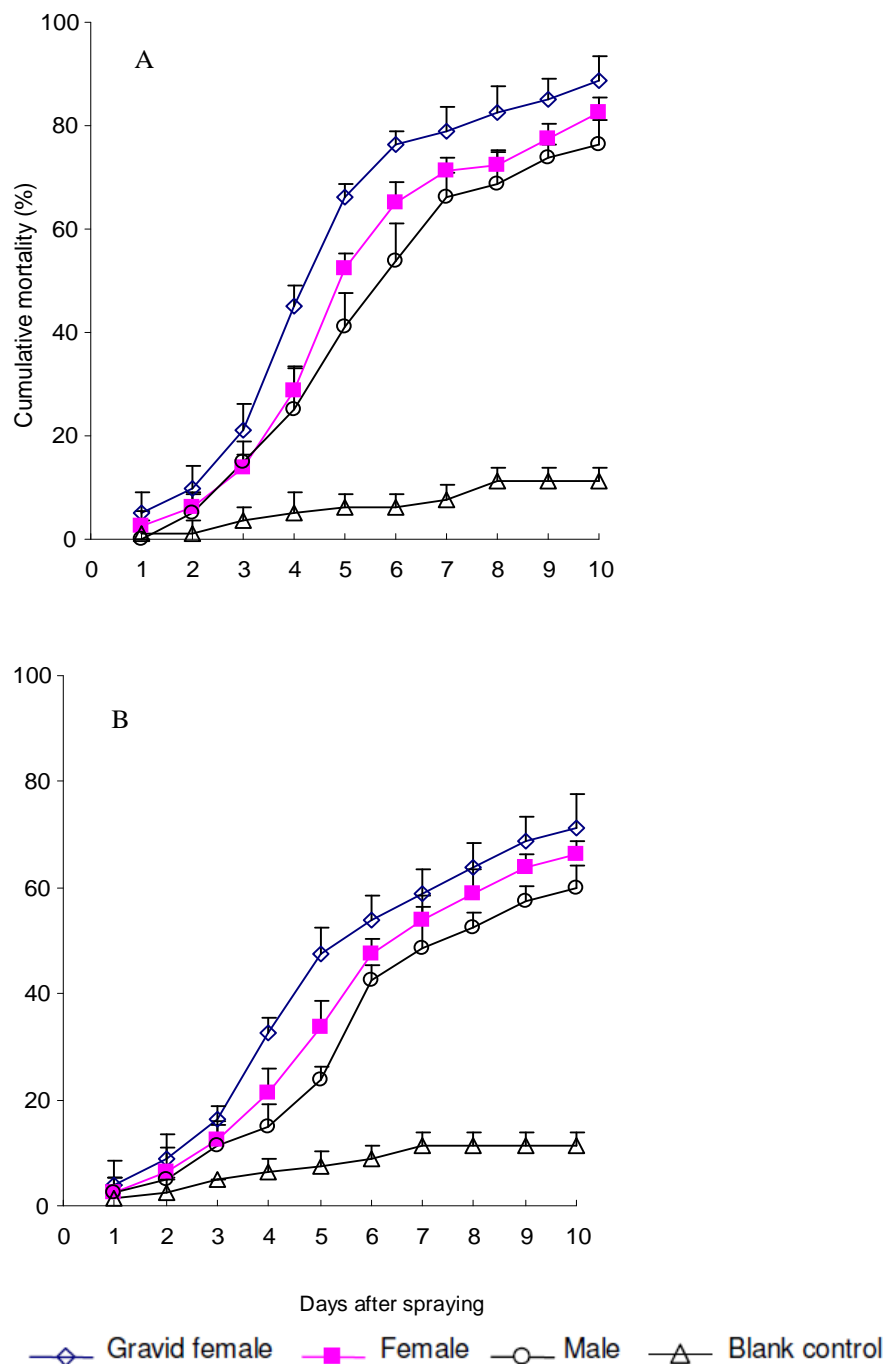 100
A
80
60
40
20
0
Cumulative mortality (%)
0 1 2 3 4 5 6 7 8 9 10
100
B
80
60
40
20
0
0 1 2 3 4 5 6 7 8 9 10
Days after spraying
Gravid female Female Male Blank control